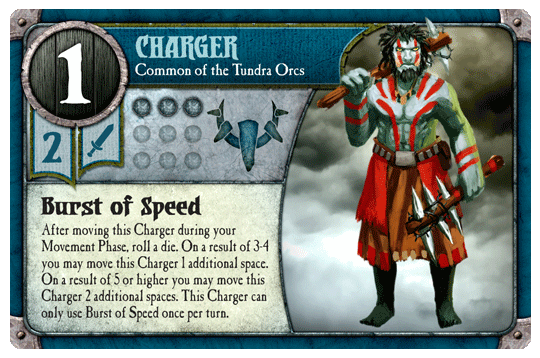 1
CHARGER
Common of the Tundra Orcs
2
Burst of Speed
After moving this Charger during your
Movement Phase, roll a die. On a result of 3-4
you may move this Charger 1 additional space.
On a result of 5 or higher you may move this
Charger 2 additional spaces. This Charger can
only use Burst of Speed once per turn.